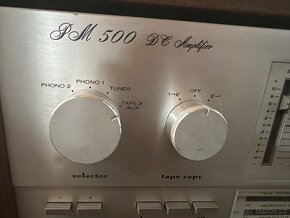 PM 500 DC Amplifier
PHONO 1
PHONO 2
TUNER
TAPE 3
/AUX
OFF
1→2
2→1
selector
tape copy